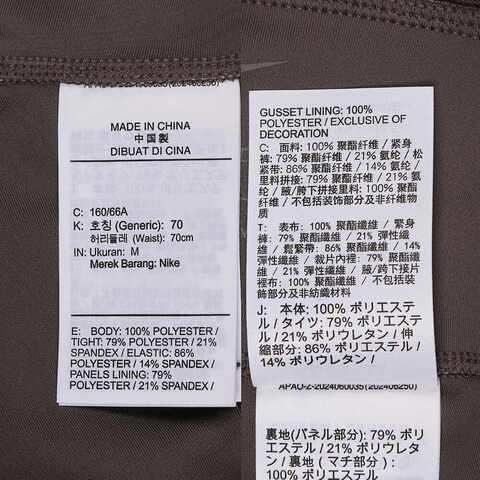 MADE IN CHINA
中国製
DIBUAT DI CINA
C: 160/66A
K: 호칭 (Generic): 70
허리둘레 (Waist): 70cm
IN: Ukuran: M
Merek Barang: Nike
E: BODY: 100% POLYESTER /
TIGHT: 79% POLYESTER / 21%
SPANDEX / ELASTIC: 86%
POLYESTER / 14% SPANDEX /
PANELS LINING: 79%
POLYESTER / 21% SPANDEX /
GUSSET LINING: 100%
POLYESTER / EXCLUSIVE OF
DECORATION
C: 面料: 100% 聚酯纤维 / 紧身
裤: 79% 聚酯纤维 / 21% 氨纶 / 松
紧带: 86% 聚酯纤维 / 14% 氨纶 /
里料拼接: 79% 聚酯纤维 / 21% 氨
纶 / 腋/胯下拼接里料: 100% 聚酯
纤维 / 不包括装饰部分及非纤维物
质
T: 表布: 100% 聚酯纖維 / 緊身
褲: 79% 聚酯纖維 / 21% 彈性纖
維 / 鬆緊帶: 86% 聚酯纖維 / 14%
彈性纖維 / 裁片內裡: 79% 聚酯纖
維 / 21% 彈性纖維 / 腋/胯下接片
裡布: 100% 聚酯纖維 / 不包括裝
飾部分及非紡織材料
J: 本体: 100% ポリエステ
ル / タイツ: 79% ポリエステル
/ 21% ポリウレタン / 伸
縮部分: 86% ポリエステル /
14% ポリウレタン /
APAO-Z-2024060035(202406250)
裏地(パネル部分): 79% ポリ
エステル / 21% ポリウレタ
ン / 裏地 ( マチ部分 ):
100% ポリエステル